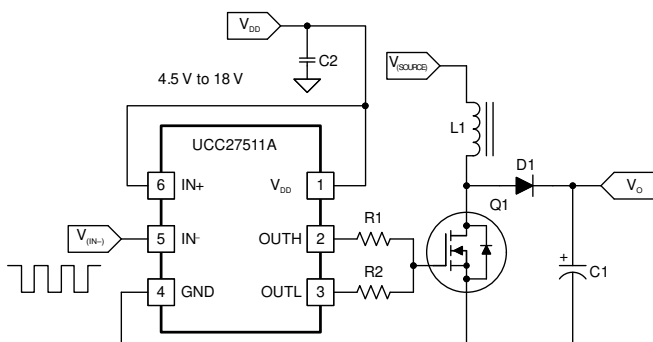 VDD
C2
4.5 V to 18 V
V(SOURCE)
L1
UCC27511A
D1
6 IN+ VDD 1
VO
Q1
R1
V(IN–) 5 IN- OUTH 2
R2
4 GND OUTL 3
+
C1